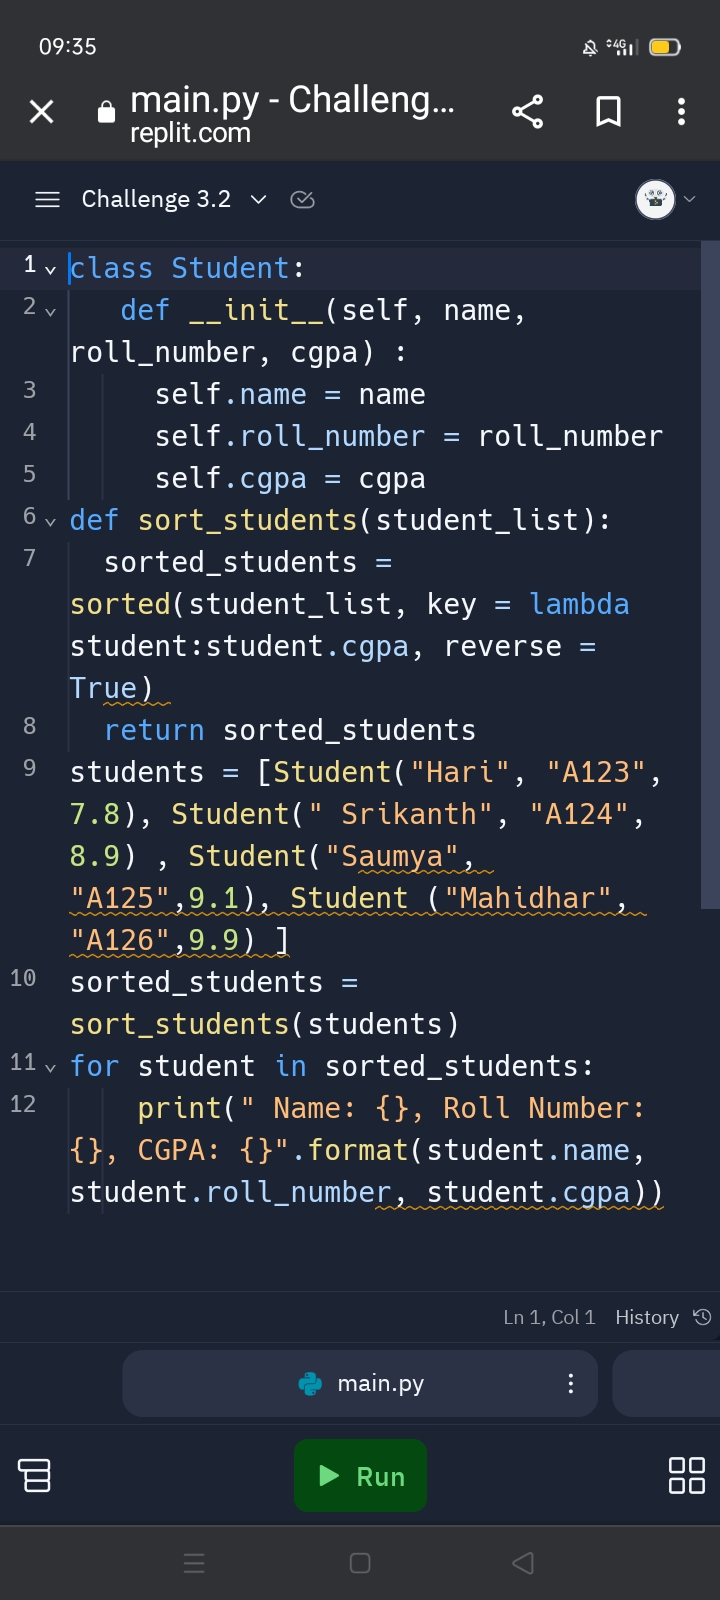 09:35
4G
main.py - Challeng...
replit.com
Challenge 3.2
1 class Student:
2    def __init__(self, name,
roll_number, cgpa) :
3      self.name = name
4      self.roll_number = roll_number
5      self.cgpa = cgpa
6 def sort_students(student_list):
7   sorted_students =
sorted(student_list, key = lambda
student:student.cgpa, reverse =
True)
8   return sorted_students
9 students = [Student("Hari", "A123",
7.8), Student(" Srikanth", "A124",
8.9) , Student("Saumya",
"A125",9.1), Student ("Mahidhar",
"A126",9.9) ]
10 sorted_students =
sort_students(students)
11 for student in sorted_students:
12     print(" Name: {}, Roll Number:
{}, CGPA: {}".format(student.name,
student.roll_number, student.cgpa))
Ln 1, Col 1 History
main.py
Run